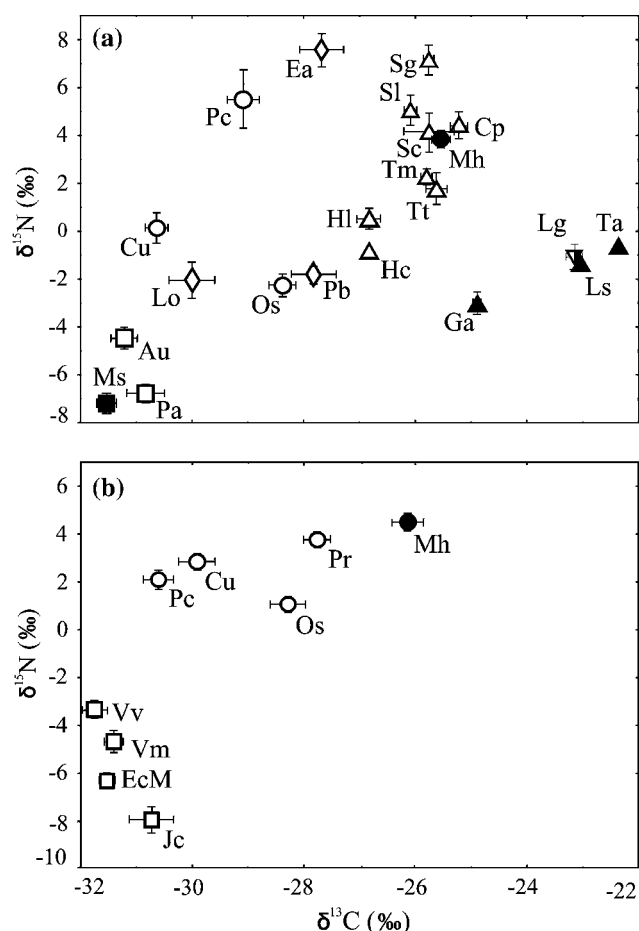 (a)
8
6
4
2
0
-2
-4
-6
-8
δ¹⁵N (‰)
Ea
Pc
Sg
Sl
Sc
Cp
Mh
Tm
Tt
Cu
Hl
Lg
Ta
Lo
Os
Pb
Hc
Ls
Ga
Au
Ms
Pa
(b)
6
4
2
0
-2
-4
-6
-8
-10
δ¹⁵N (‰)
Mh
Pr
Cu
Pc
Os
Vv
Vm
EcM
Jc
-32 -30 -28 -26 -24 -22
δ¹³C (‰)